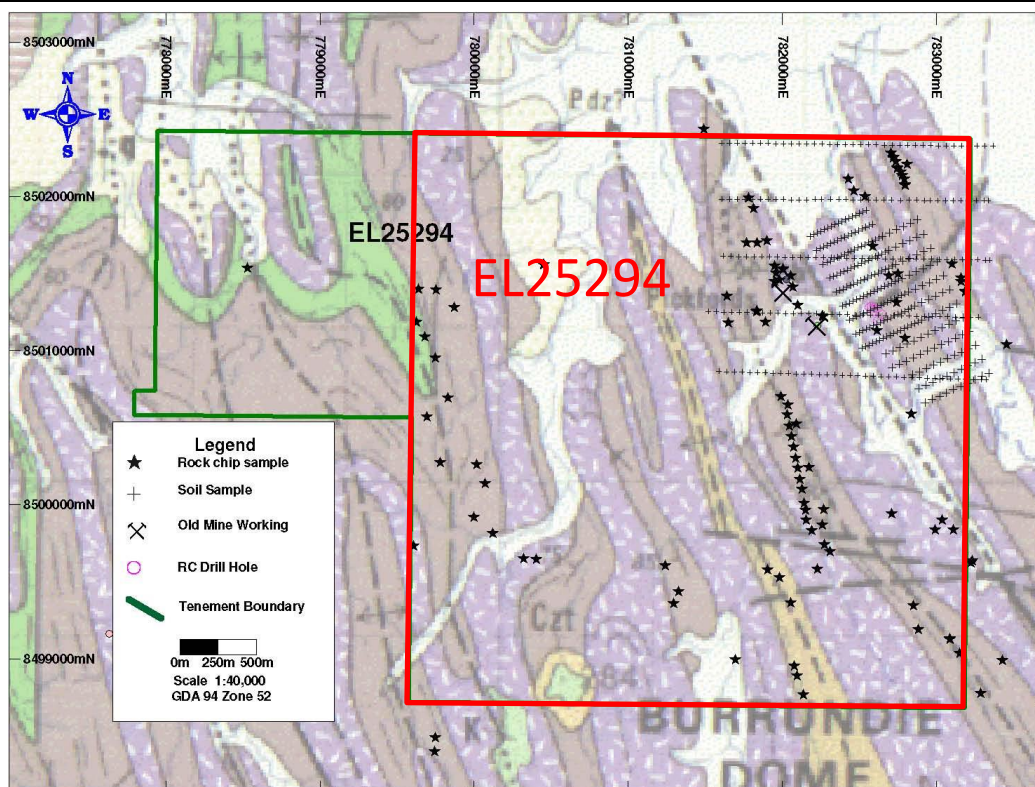 8503000mN
778000mE
779000mE
780000mE
781000mE
782000mE
783000mE
N
W
E
S
Pdz
8502000mN
EL25294
EL25294
8501000mN
Legend
Rock chip sample
Soil Sample
Old Mine Working
RC Drill Hole
Tenement Boundary
0m 250m 500m
Scale 1:40,000
GDA 94 Zone 52
8500000mN
8499000mN
Czt
K
BURRUNDIE
DOME